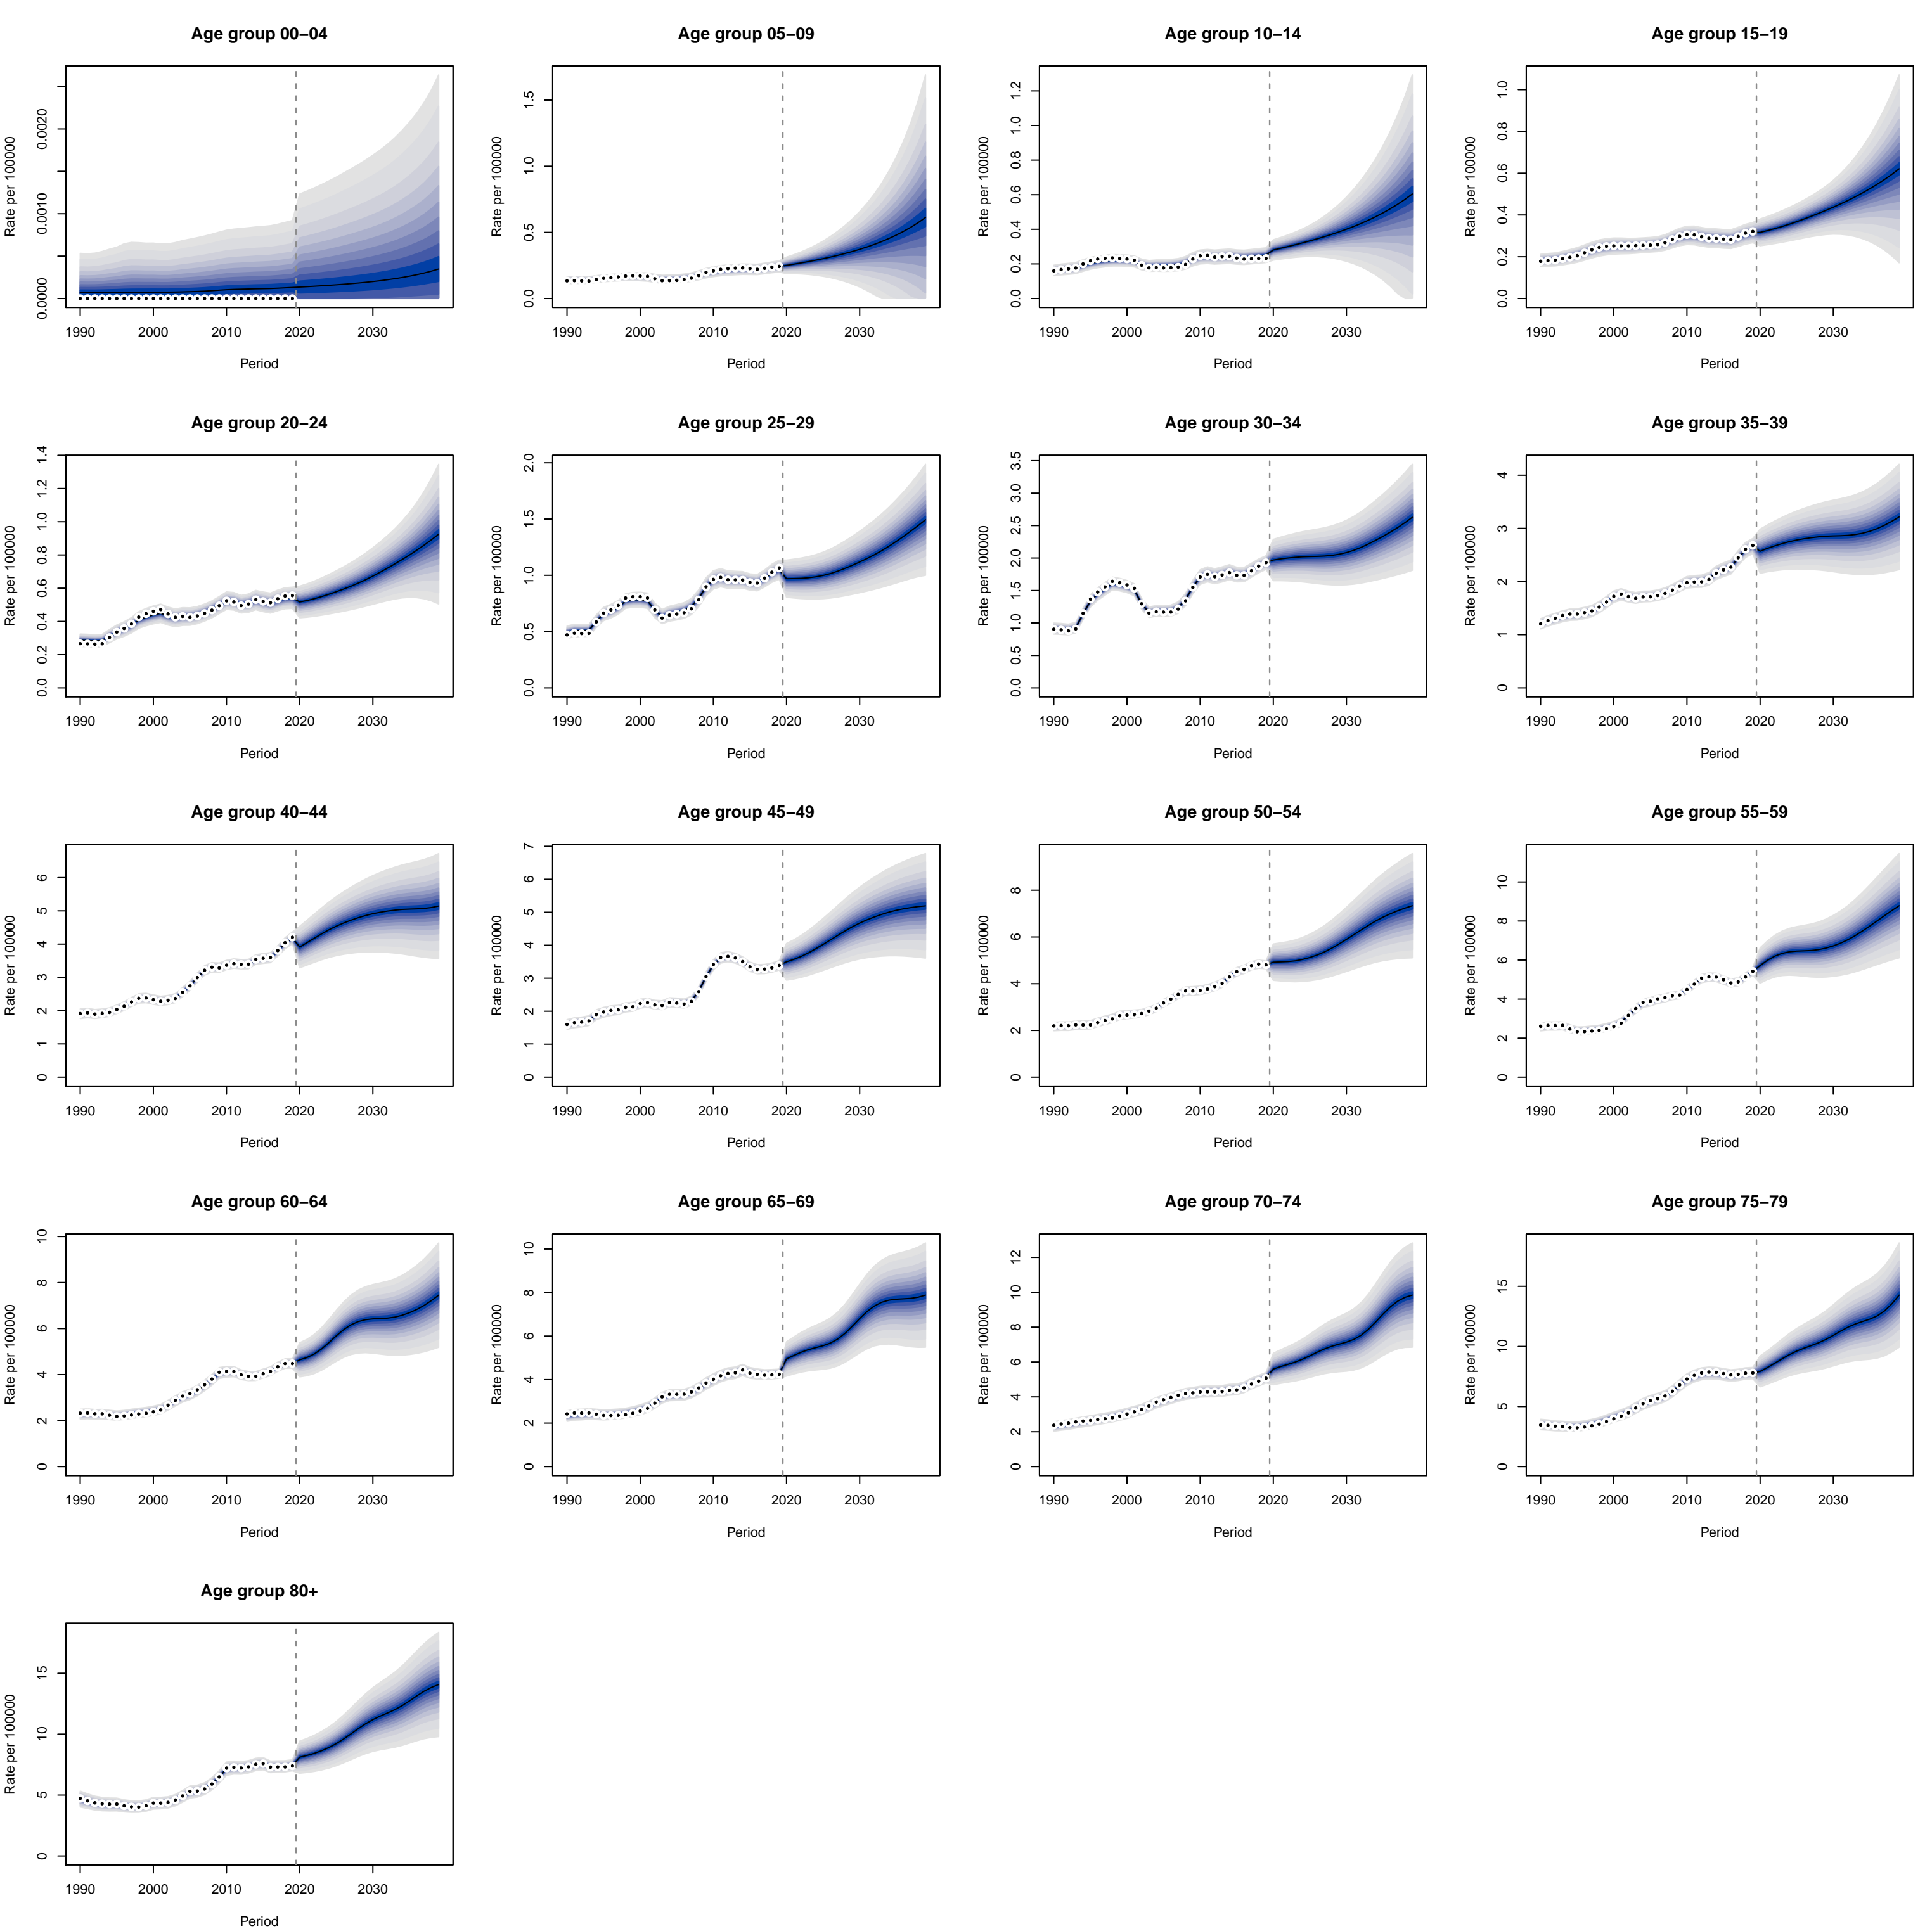 Age group 00–04 Age group 05–09 Age group 10–14 Age group 15–19
Rate per 100000 Rate per 100000 Rate per 100000 Rate per 100000
0.0000 0.0010 0.0020
0.0 0.5 1.0 1.5
0.0 0.2 0.4 0.6 0.8 1.0 1.2
0.0 0.2 0.4 0.6 0.8 1.0
1990 2000 2010 2020 2030 1990 2000 2010 2020 2030 1990 2000 2010 2020 2030 1990 2000 2010 2020 2030
Period Period Period Period
Age group 20–24 Age group 25–29 Age group 30–34 Age group 35–39
Rate per 100000 Rate per 100000 Rate per 100000 Rate per 100000
0.0 0.2 0.4 0.6 0.8 1.0 1.2 1.4
0.0 0.5 1.0 1.5 2.0
0.0 0.5 1.0 1.5 2.0 2.5 3.0 3.5
0 1 2 3 4
1990 2000 2010 2020 2030 1990 2000 2010 2020 2030 1990 2000 2010 2020 2030 1990 2000 2010 2020 2030
Period Period Period Period
Age group 40–44 Age group 45–49 Age group 50–54 Age group 55–59
Rate per 100000 Rate per 100000 Rate per 100000 Rate per 100000
0 1 2 3 4 5 6
0 1 2 3 4 5 6 7
0 2 4 6 8
0 2 4 6 8 10
1990 2000 2010 2020 2030 1990 2000 2010 2020 2030 1990 2000 2010 2020 2030 1990 2000 2010 2020 2030
Period Period Period Period
Age group 60–64 Age group 65–69 Age group 70–74 Age group 75–79
Rate per 100000 Rate per 100000 Rate per 100000 Rate per 100000
0 2 4 6 8 10
0 2 4 6 8 10
0 2 4 6 8 10 12
0 5 10 15
1990 2000 2010 2020 2030 1990 2000 2010 2020 2030 1990 2000 2010 2020 2030 1990 2000 2010 2020 2030
Period Period Period Period
Age group 80+
Rate per 100000
0 5 10 15
1990 2000 2010 2020 2030
Period